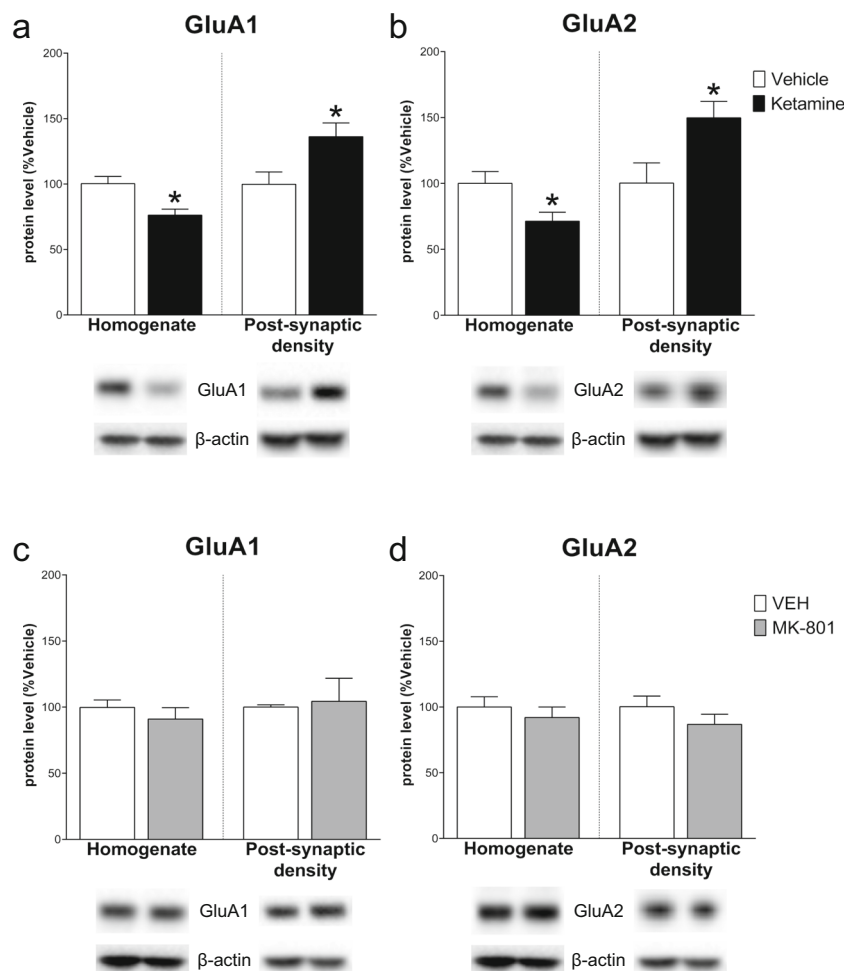 a
GluA1
b
GluA2
200
150
100
50
0
protein level (%Vehicle)
*
*
Homogenate
Post-synaptic
density
200
150
100
50
0
protein level (%Vehicle)
*
*
Homogenate
Post-synaptic
density
Vehicle
Ketamine
GluA1
β-actin
GluA2
β-actin
c
GluA1
d
GluA2
200
150
100
50
0
protein level (%Vehicle)
Homogenate
Post-synaptic
density
200
150
100
50
0
protein level (%Vehicle)
Homogenate
Post-synaptic
density
VEH
MK-801
GluA1
β-actin
GluA2
β-actin